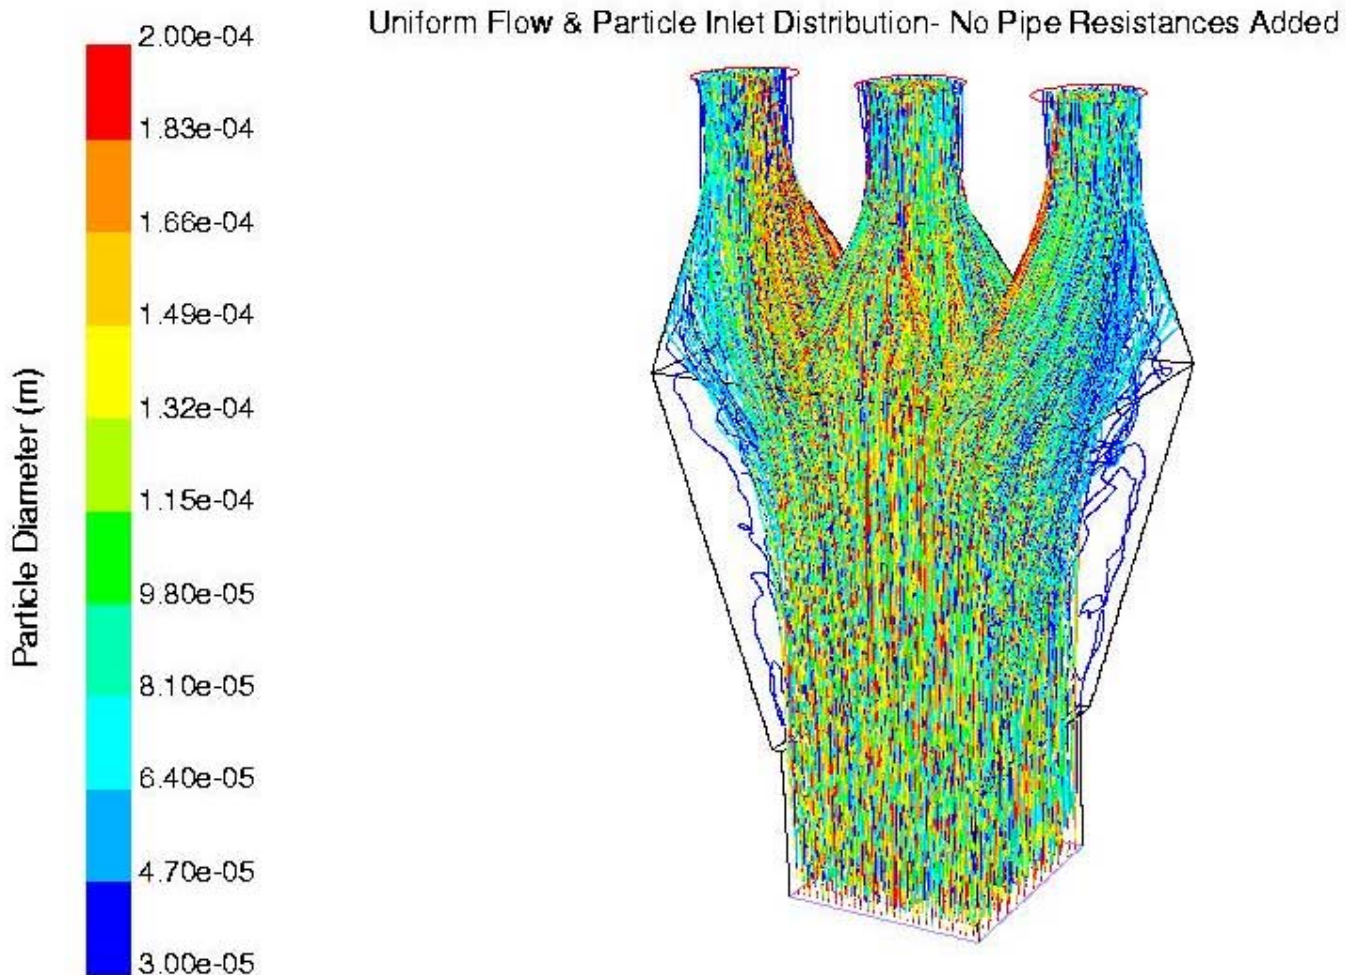 Uniform Flow & Particle Inlet Distribution- No Pipe Resistances Added
Particle Diameter (m)
2.00e-04
1.83e-04
1.66e-04
1.49e-04
1.32e-04
1.15e-04
9.80e-05
8.10e-05
6.40e-05
4.70e-05
3.00e-05